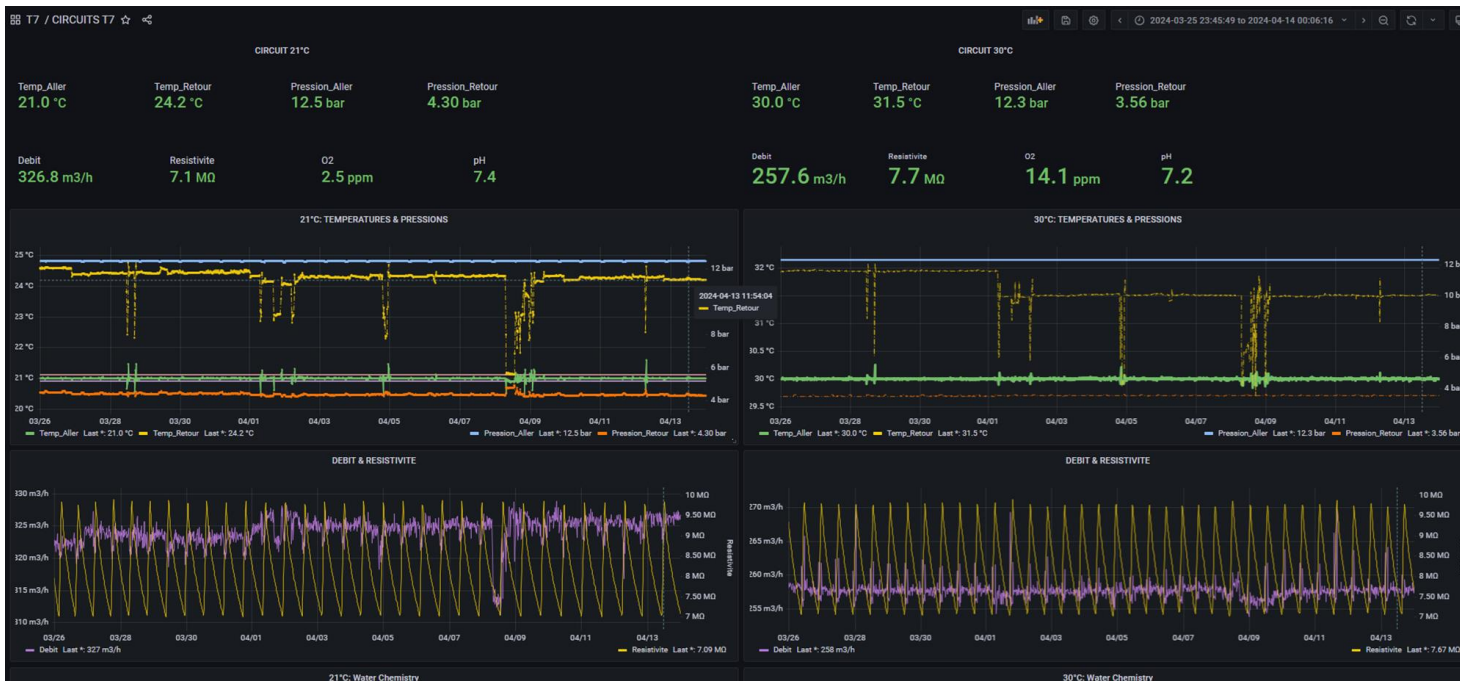 T7 / CIRCUITS T7
2024-03-25 23:45:49 to 2024-04-14 00:06:16
CIRCUIT 21°C
Temp_Aller Temp_Retour Pression_Aller Pression_Retour
21.0 °C 24.2 °C 12.5 bar 4.30 bar
Debit Resistivite O2 pH
326.8 m3/h 7.1 MΩ 2.5 ppm 7.4
CIRCUIT 30°C
Temp_Aller Temp_Retour Pression_Aller Pression_Retour
30.0 °C 31.5 °C 12.3 bar 3.56 bar
Debit Resistivite O2 pH
257.6 m3/h 7.7 MΩ 14.1 ppm 7.2
21°C: TEMPERATURES & PRESSIONS
25 °C
24 °C
23 °C
22 °C
21 °C
20 °C
12 bar
8 bar
6 bar
4 bar
2024-04-13 11:54:04
Temp_Retour
03/26 03/28 03/30 04/01 04/03 04/05 04/07 04/09 04/11 04/13
Temp_Aller Last *: 21.0 °C Temp_Retour Last *: 24.2 °C Pression_Aller Last *: 12.5 bar Pression_Retour Last *: 4.30 bar
30°C: TEMPERATURES & PRESSIONS
32 °C
31 °C
30.5 °C
30 °C
29.5 °C
12 b
10 b
8 bar
6 bar
4 bar
03/26 03/28 03/30 04/01 04/03 04/05 04/07 04/09 04/11 04/13
Temp_Aller Last *: 30.0 °C Temp_Retour Last *: 31.5 °C Pression_Aller Last *: 12.3 bar Pression_Retour Last *: 3.56 bar
DEBIT & RESISTIVITE
330 m3/h
325 m3/h
320 m3/h
315 m3/h
310 m3/h
10 MΩ
9.50 MΩ
9 MΩ
8.50 MΩ
8 MΩ
7.50 MΩ
7 MΩ
Resistivite
03/26 03/28 03/30 04/01 04/03 04/05 04/07 04/09 04/11 04/13
Debit Last *: 327 m3/h Resistivite Last *: 7.09 MΩ
DEBIT & RESISTIVITE
270 m3/h
265 m3/h
260 m3/h
255 m3/h
10 MΩ
9.50 MΩ
9 MΩ
8.50 MΩ
8 MΩ
7.50 MΩ
7 MΩ
03/26 03/28 03/30 04/01 04/03 04/05 04/07 04/09 04/11 04/13
Debit Last *: 258 m3/h Resistivite Last *: 7.67 MΩ
21°C: Water Chemistry
30°C: Water Chemistry